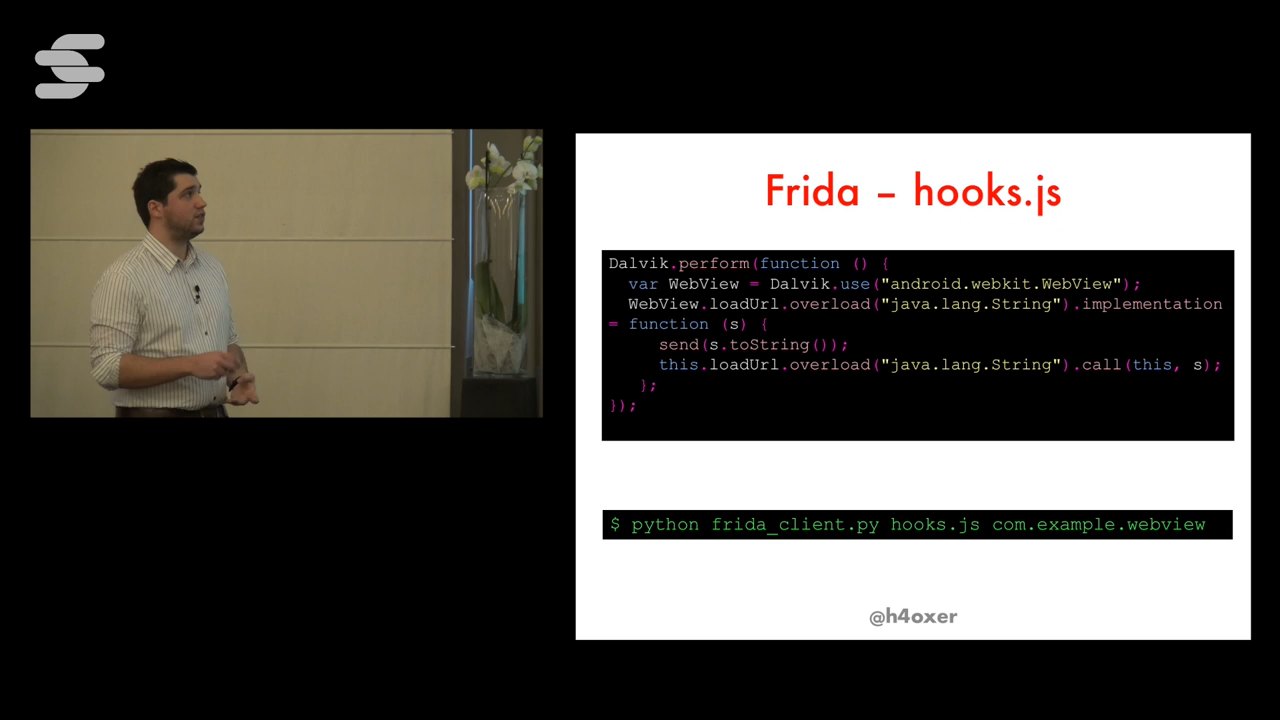 Frida – hooks.js
Dalvik.perform(function () {
var WebView = Dalvik.use("android.webkit.WebView");
WebView.loadUrl.overload("java.lang.String").implementation
= function (s) {
send(s.toString());
this.loadUrl.overload("java.lang.String").call(this, s);
};
});
$ python frida_client.py hooks.js com.example.webview
@h4oxer